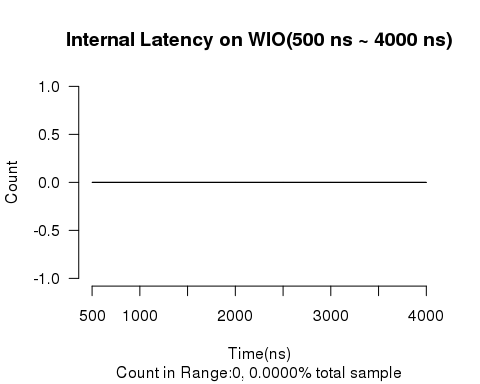 Internal Latency on WIO(500 ns ~ 4000 ns)
Count
1.0
0.5
0.0
-0.5
-1.0
500 1000 2000 3000 4000
Time(ns)
Count in Range:0, 0.0000% total sample